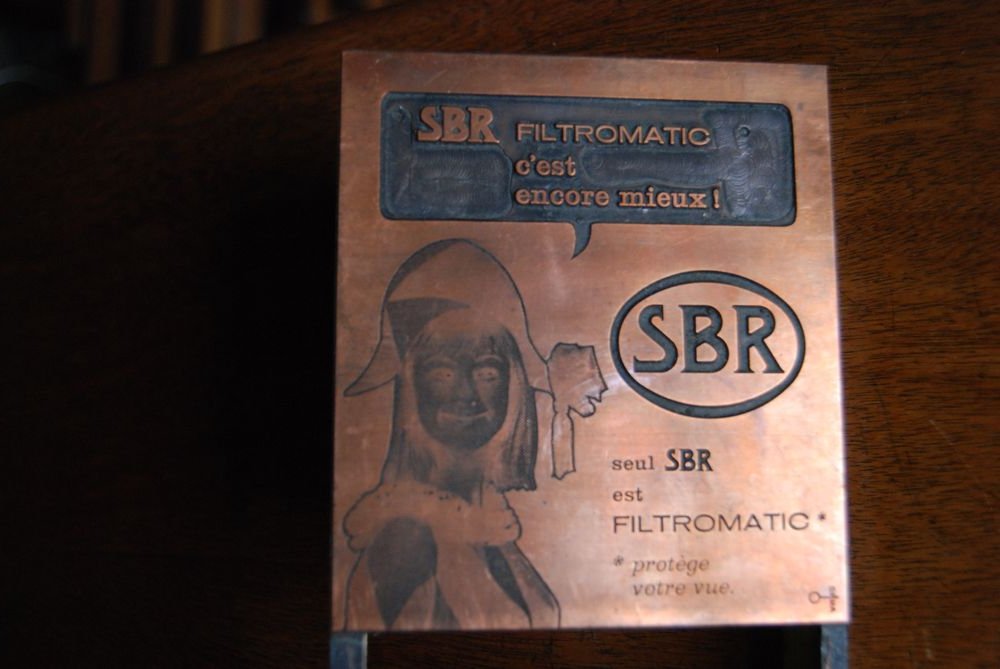 SBR FILTROMATIC
c'est
encore mieux !
SBR
seul SBR
est
FILTROMATIC *
* protège
votre vue.